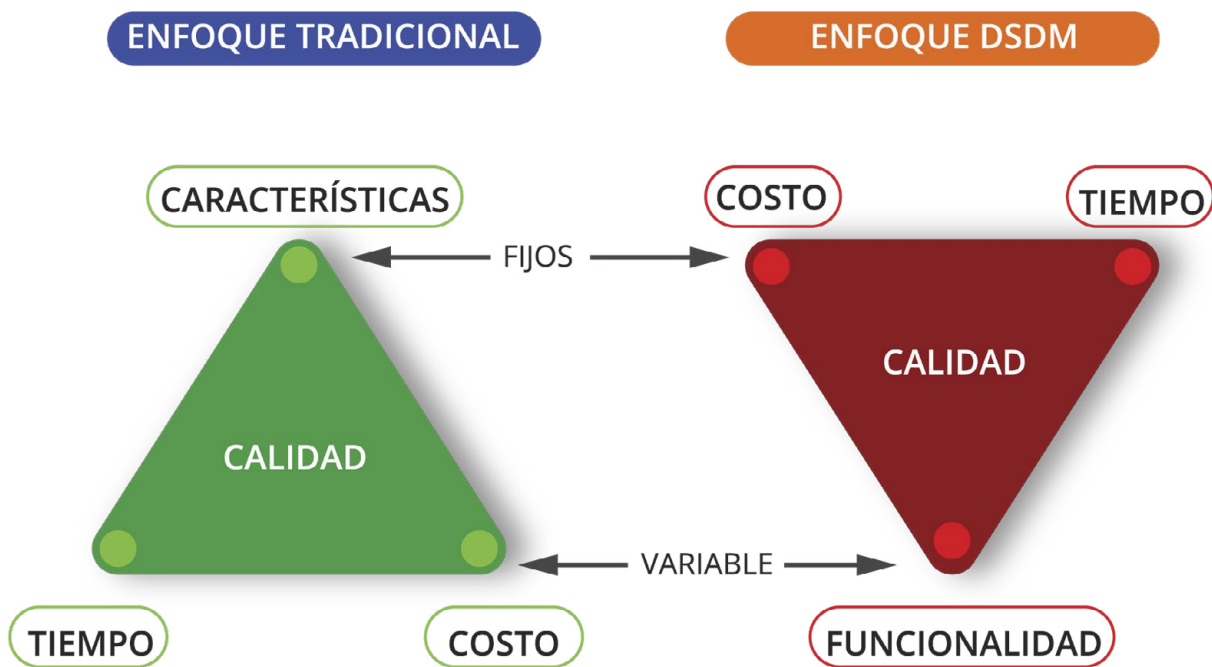 ENFOQUE TRADICIONAL
ENFOQUE DSDM
CARACTERÍSTICAS
COSTO
TIEMPO
FIJOS
CALIDAD
CALIDAD
VARIABLE
TIEMPO
COSTO
FUNCIONALIDAD